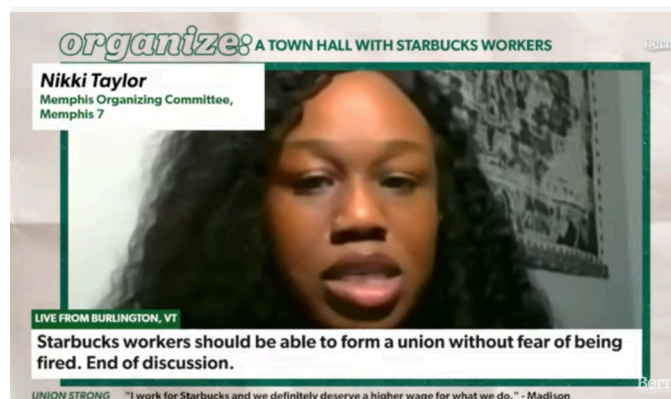 organize: A TOWN HALL WITH STARBUCKS WORKERS
Bern
Nikki Taylor
Memphis Organizing Committee,
Memphis 7
LIVE FROM BURLINGTON, VT
Starbucks workers should be able to form a union without fear of being
fired. End of discussion.
Bern
UNION STRONG "I work for Starbucks and we definitely deserve a higher wage for what we do." - Madison